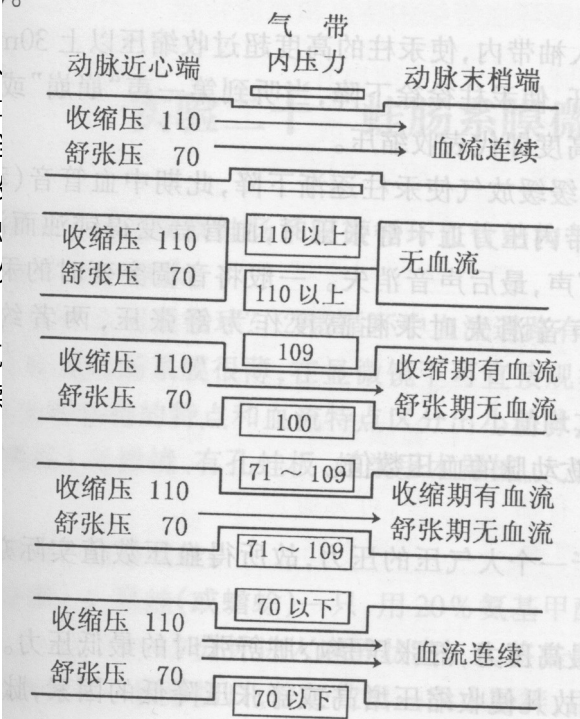 气 带
动脉近心端 内压力 动脉末梢端
收缩压 110
舒张压 70 血流连续
110 以上
收缩压 110 无血流
舒张压 70
110 以上
109
收缩压 110 收缩期有血流
舒张压 70 舒张期无血流
100
71 ~ 109
收缩压 110 收缩期有血流
舒张压 70 舒张期无血流
71 ~ 109
70 以下
收缩压 110
舒张压 70 血流连续
70 以下